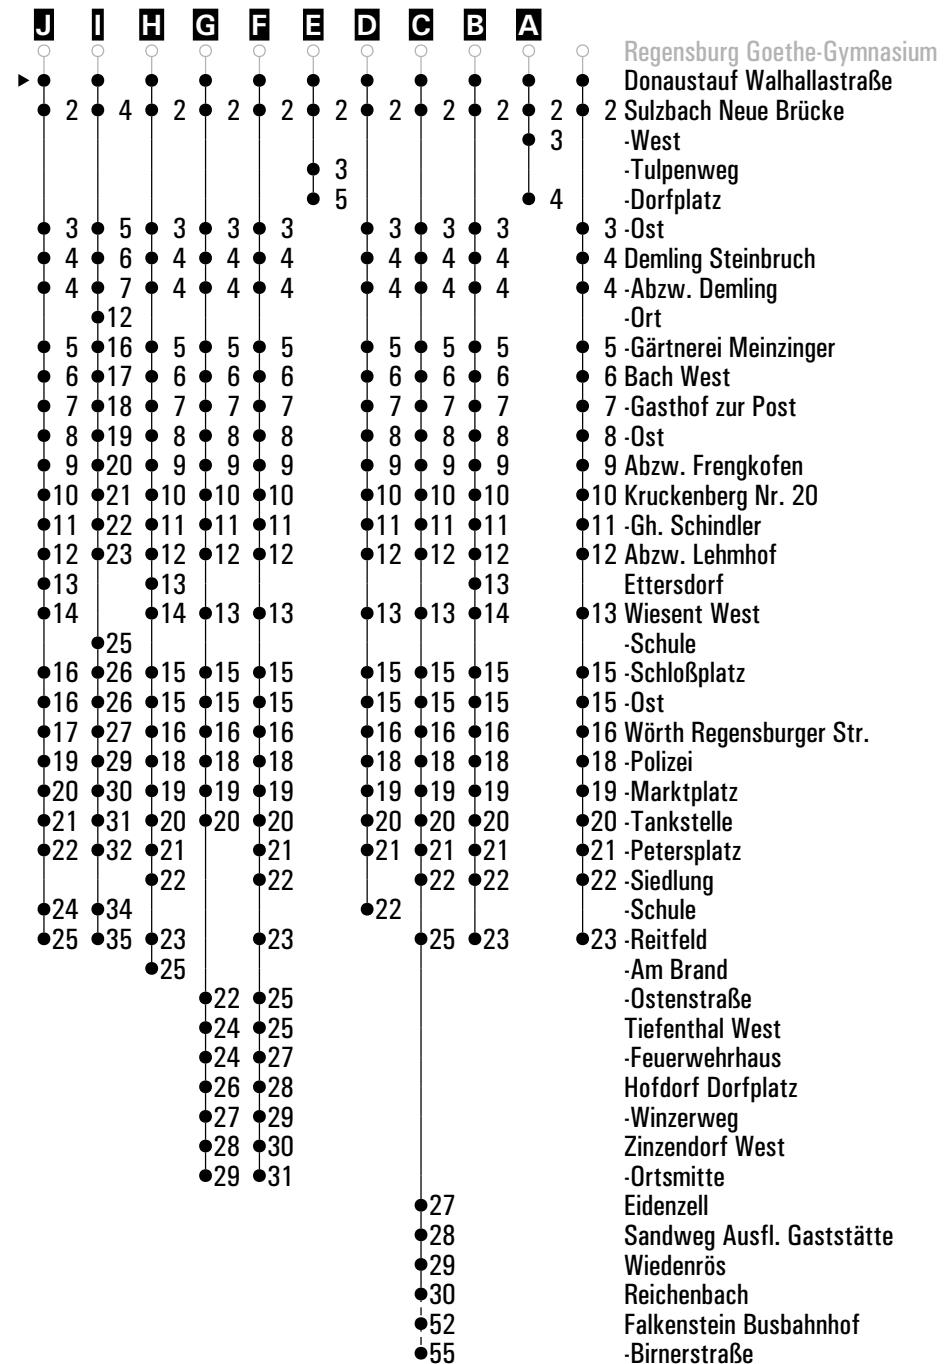 J I H G F E D C B A
Regensburg Goethe-Gymnasium
Donaustauf Walhallastraße
2 4 2 2 2 2 2 2 2 2 2 Sulzbach Neue Brücke
3 -West
3 -Tulpenweg
5 4 -Dorfplatz
3 5 3 3 3 3 3 3 3 -Ost
4 6 4 4 4 4 4 4 4 Demling Steinbruch
4 7 4 4 4 4 4 4 4 -Abzw. Demling
12 -Ort
5 16 5 5 5 5 5 5 5 -Gärtnerei Meinzinger
6 17 6 6 6 6 6 6 6 Bach West
7 18 7 7 7 7 7 7 7 -Gasthof zur Post
8 19 8 8 8 8 8 8 8 -Ost
9 20 9 9 9 9 9 9 9 Abzw. Frengkofen
10 21 10 10 10 10 10 10 10 Kruckenberg Nr. 20
11 22 11 11 11 11 11 11 11 -Gh. Schindler
12 23 12 12 12 12 12 12 12 Abzw. Lehmhof
13 13 13 Ettersdorf
14 14 13 13 13 13 14 13 Wiesent West
25 -Schule
16 26 15 15 15 15 15 15 15 -Schloßplatz
16 26 15 15 15 15 15 15 15 -Ost
17 27 16 16 16 16 16 16 16 Wörth Regensburger Str.
19 29 18 18 18 18 18 18 18 -Polizei
20 30 19 19 19 19 19 19 19 -Marktplatz
21 31 20 20 20 20 20 20 20 -Tankstelle
22 32 21 21 21 21 21 21 -Petersplatz
22 22 22 22 22 -Siedlung
24 34 22 -Schule
25 35 23 23 25 23 23 -Reitfeld
25 -Am Brand
22 25 -Ostenstraße
24 25 Tiefenthal West
24 27 -Feuerwehrhaus
26 28 Hofdorf Dorfplatz
27 29 -Winzerweg
28 30 Zinzendorf West
29 31 -Ortsmitte
27 Eidenzell
28 Sandweg Ausfl. Gaststätte
29 Wiedenrös
30 Reichenbach
52 Falkenstein Busbahnhof
55 -Birnerstraße